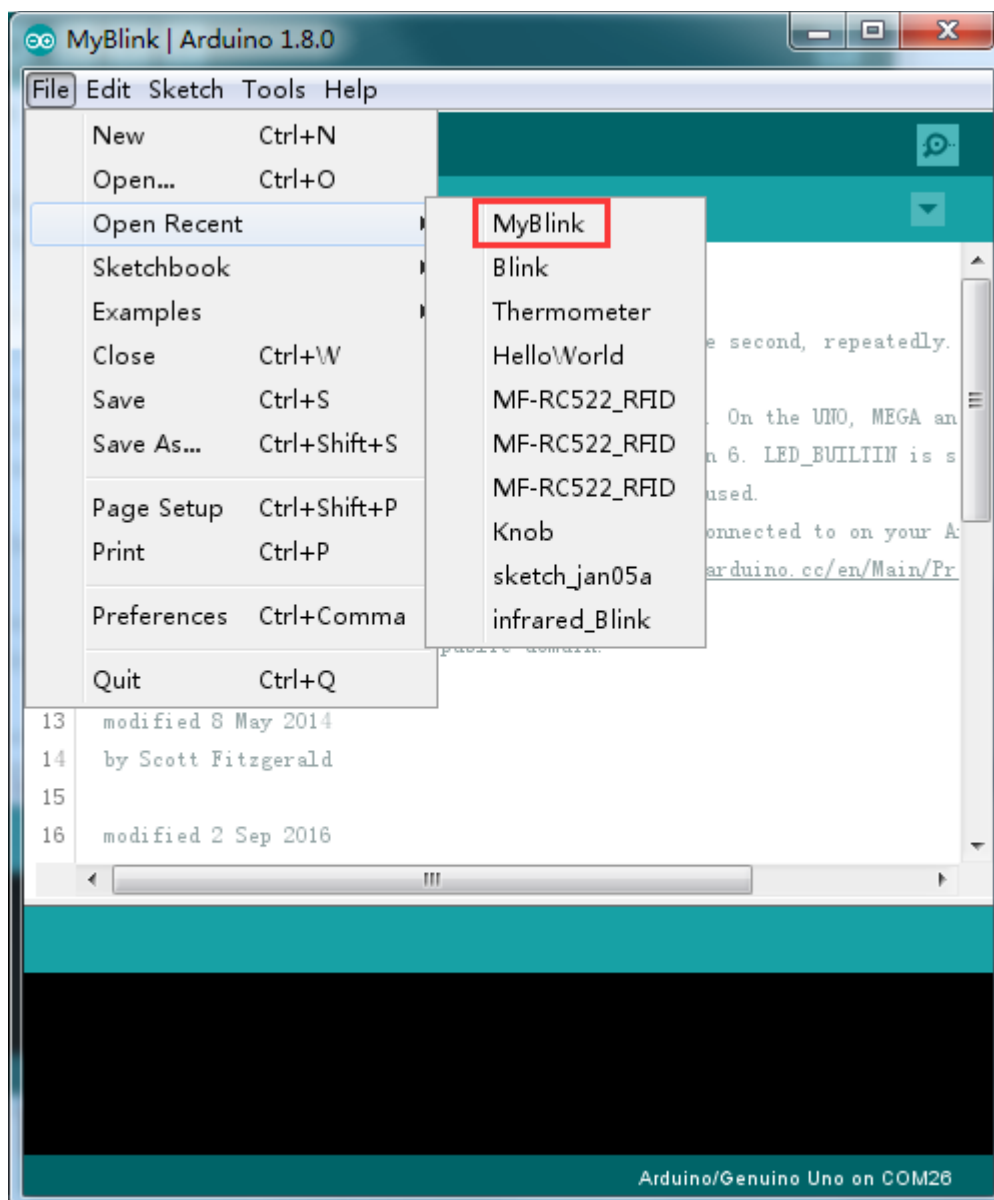 MyBlink | Arduino 1.8.0
File Edit Sketch Tools Help
New Ctrl+N
Open... Ctrl+O
Open Recent
Sketchbook
Examples
Close Ctrl+W
Save Ctrl+S
Save As... Ctrl+Shift+S
Page Setup Ctrl+Shift+P
Print Ctrl+P
Preferences Ctrl+Comma
Quit Ctrl+Q
MyBlink
Blink
Thermometer
HelloWorld
MF-RC522_RFID
MF-RC522_RFID
MF-RC522_RFID
Knob
sketch_jan05a
infrared_Blink
e second, repeatedly.
. On the UNO, MEGA an
n 6. LED_BUILTIN is s
used.
onnected to on your A
arduino.cc/en/Main/Pr
domain.
13 modified 8 May 2014
14 by Scott Fitzgerald
15
16 modified 2 Sep 2016
Arduino/Genuino Uno on COM26